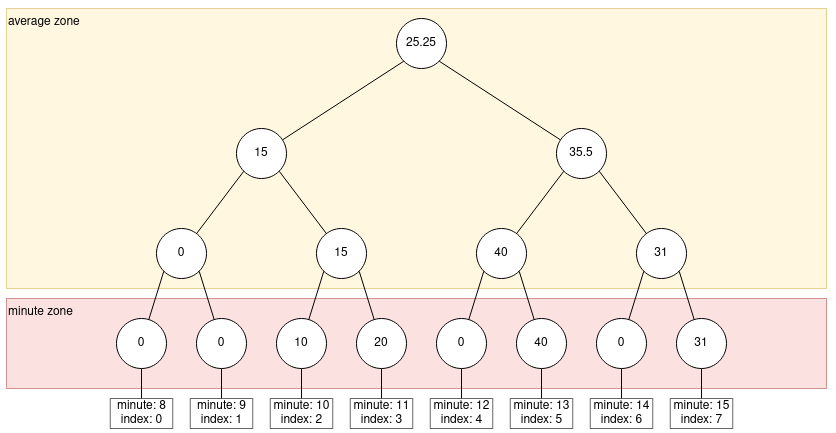 average zone
25.25
15
35.5
0
15
40
31
minute zone
0
0
10
20
0
40
0
31
minute: 8
index: 0
minute: 9
index: 1
minute: 10
index: 2
minute: 11
index: 3
minute: 12
index: 4
minute: 13
index: 5
minute: 14
index: 6
minute: 15
index: 7